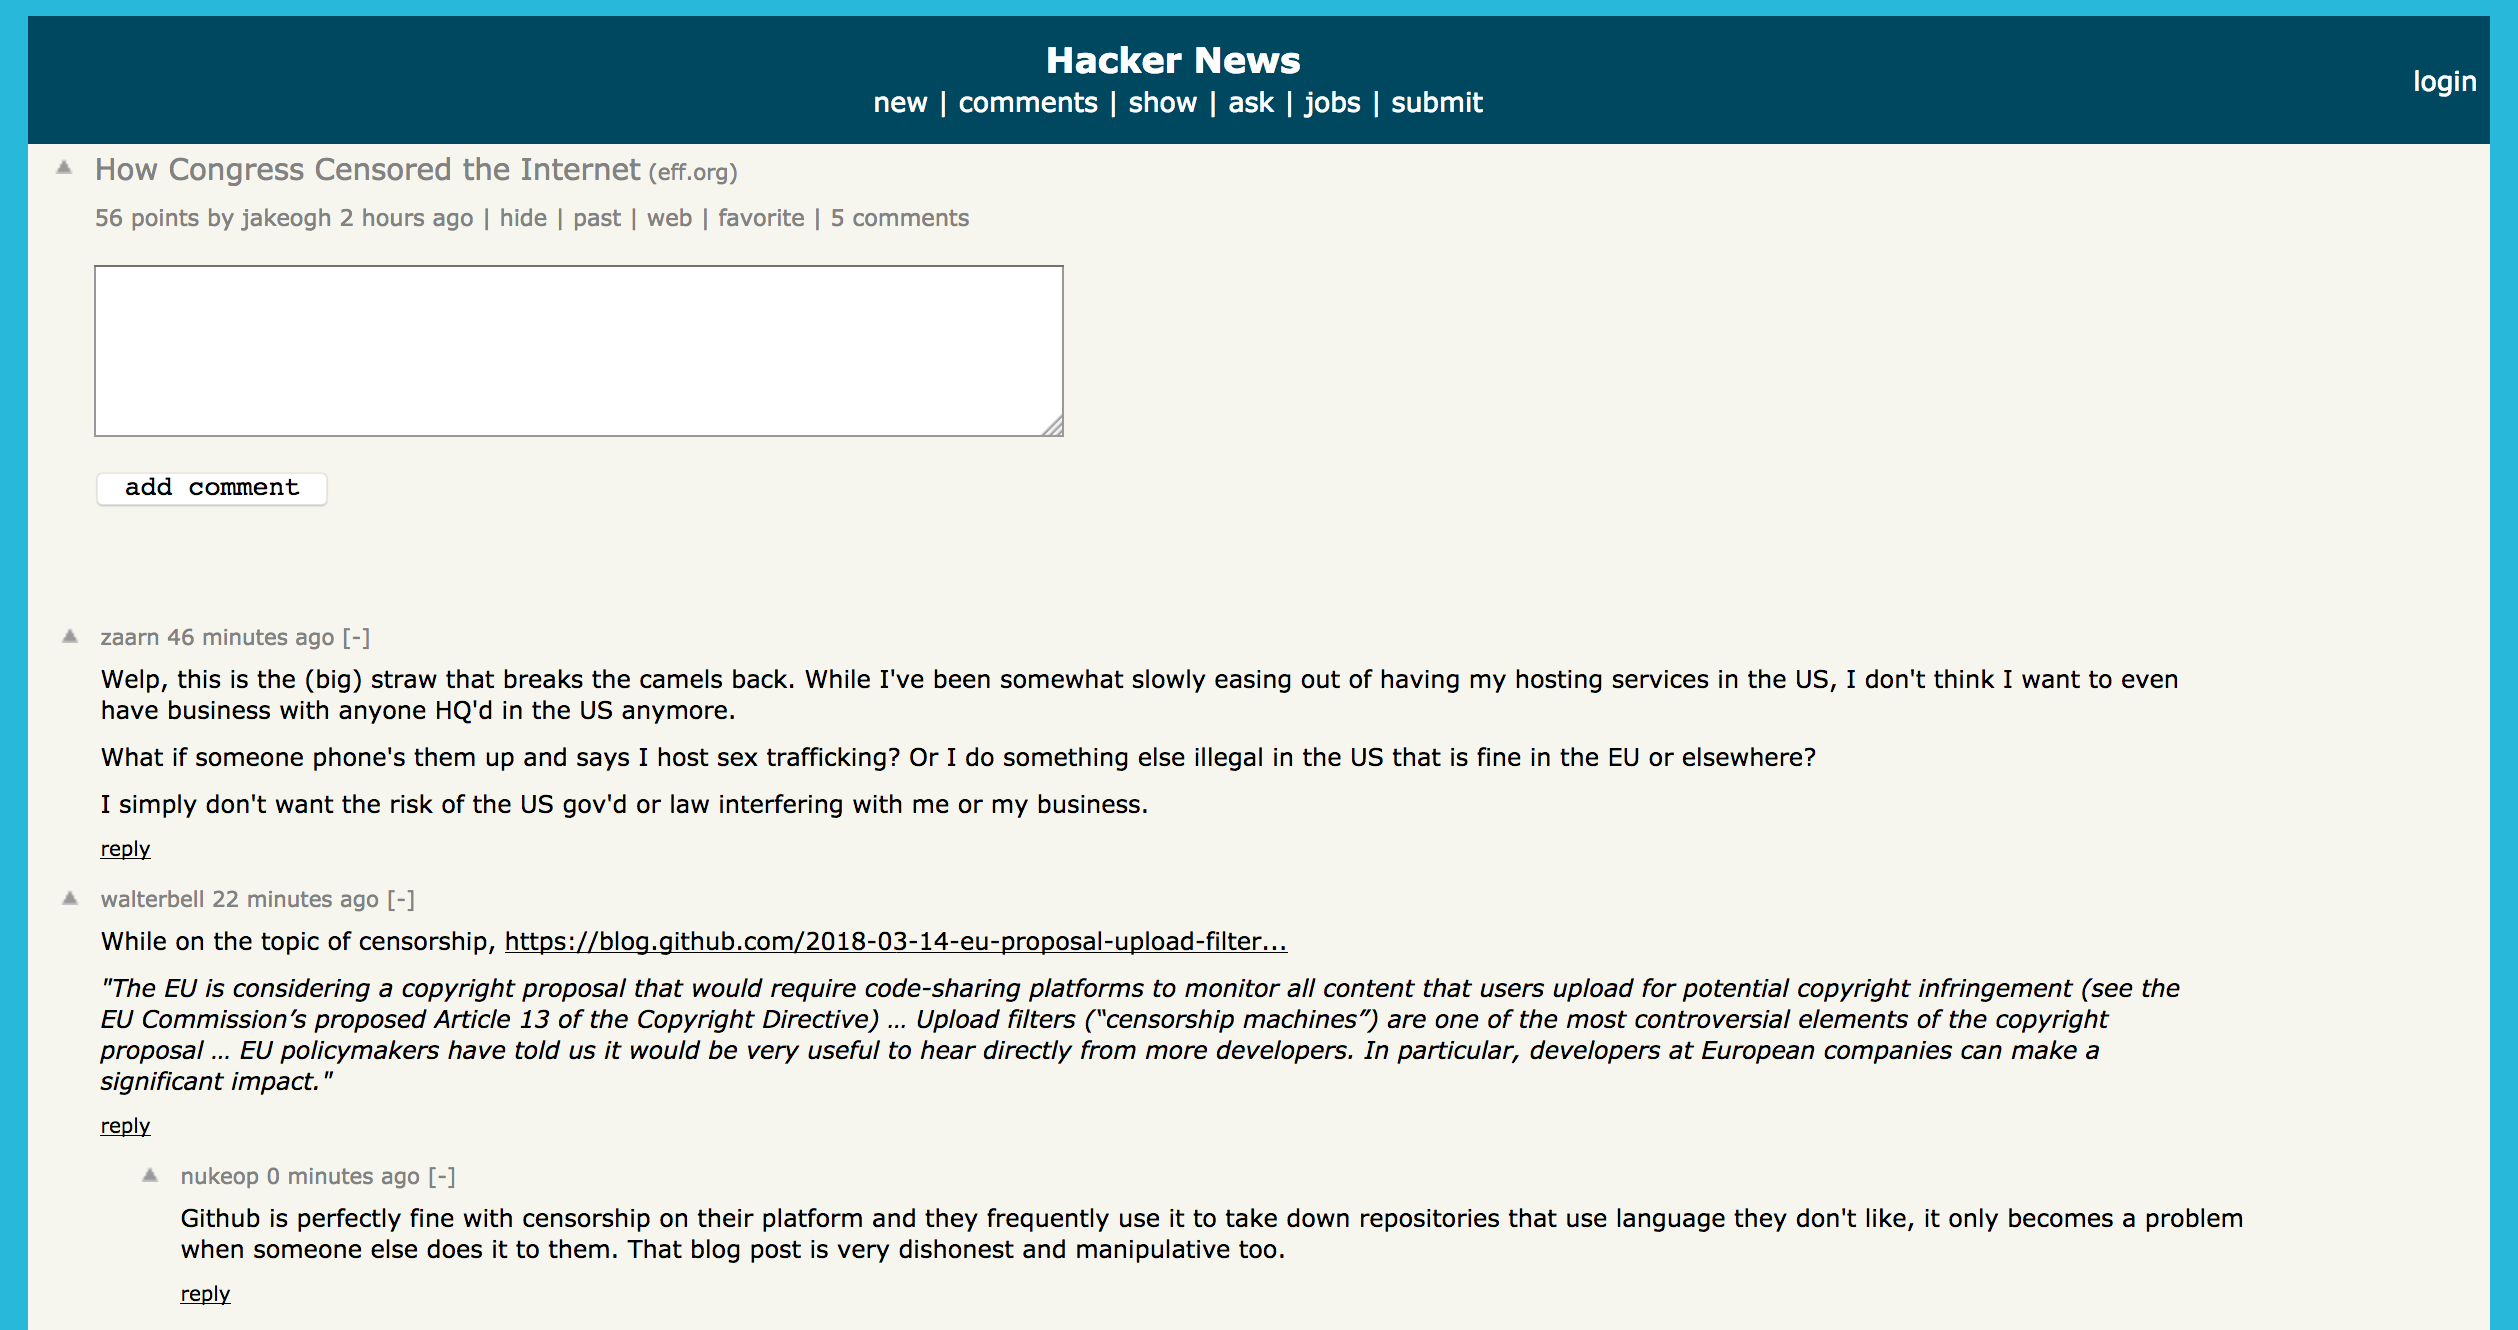 Hacker News
new | comments | show | ask | jobs | submit
login
How Congress Censored the Internet (eff.org)
56 points by jakeogh 2 hours ago | hide | past | web | favorite | 5 comments
add comment
zaarn 46 minutes ago [-]
Welp, this is the (big) straw that breaks the camels back. While I've been somewhat slowly easing out of having my hosting services in the US, I don't think I want to even
have business with anyone HQ'd in the US anymore.
What if someone phone's them up and says I host sex trafficking? Or I do something else illegal in the US that is fine in the EU or elsewhere?
I simply don't want the risk of the US gov'd or law interfering with me or my business.
reply
walterbell 22 minutes ago [-]
While on the topic of censorship, https://blog.github.com/2018-03-14-eu-proposal-upload-filter...
"The EU is considering a copyright proposal that would require code-sharing platforms to monitor all content that users upload for potential copyright infringement (see the
EU Commission’s proposed Article 13 of the Copyright Directive) … Upload filters (“censorship machines”) are one of the most controversial elements of the copyright
proposal … EU policymakers have told us it would be very useful to hear directly from more developers. In particular, developers at European companies can make a
significant impact."
reply
nukeop 0 minutes ago [-]
Github is perfectly fine with censorship on their platform and they frequently use it to take down repositories that use language they don't like, it only becomes a problem
when someone else does it to them. That blog post is very dishonest and manipulative too.
reply